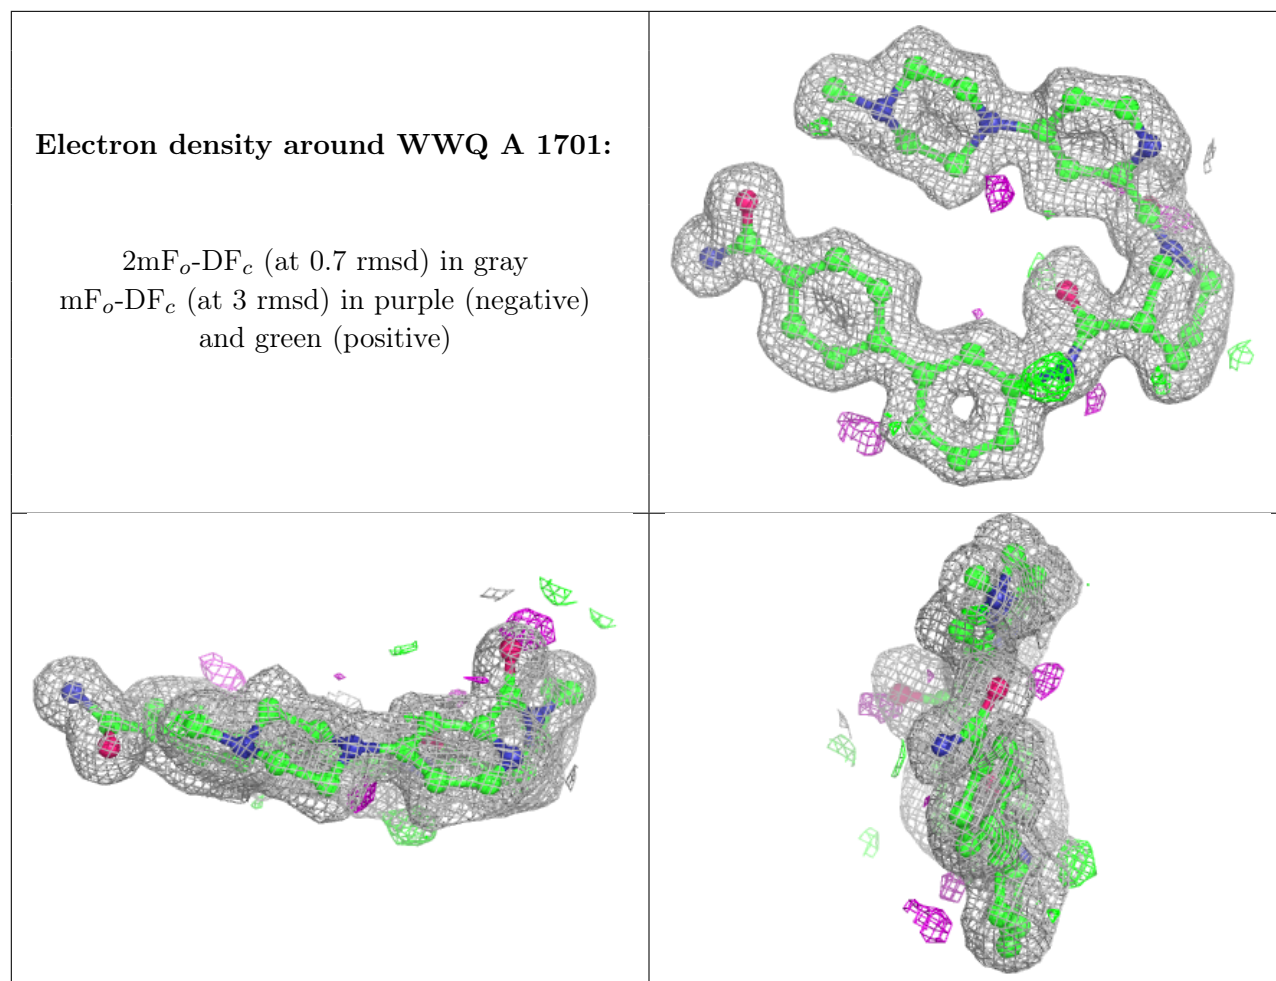 Electron density around WWQ A 1701:
2mFo-DFc (at 0.7 rmsd) in gray
mFo-DFc (at 3 rmsd) in purple (negative)
and green (positive)